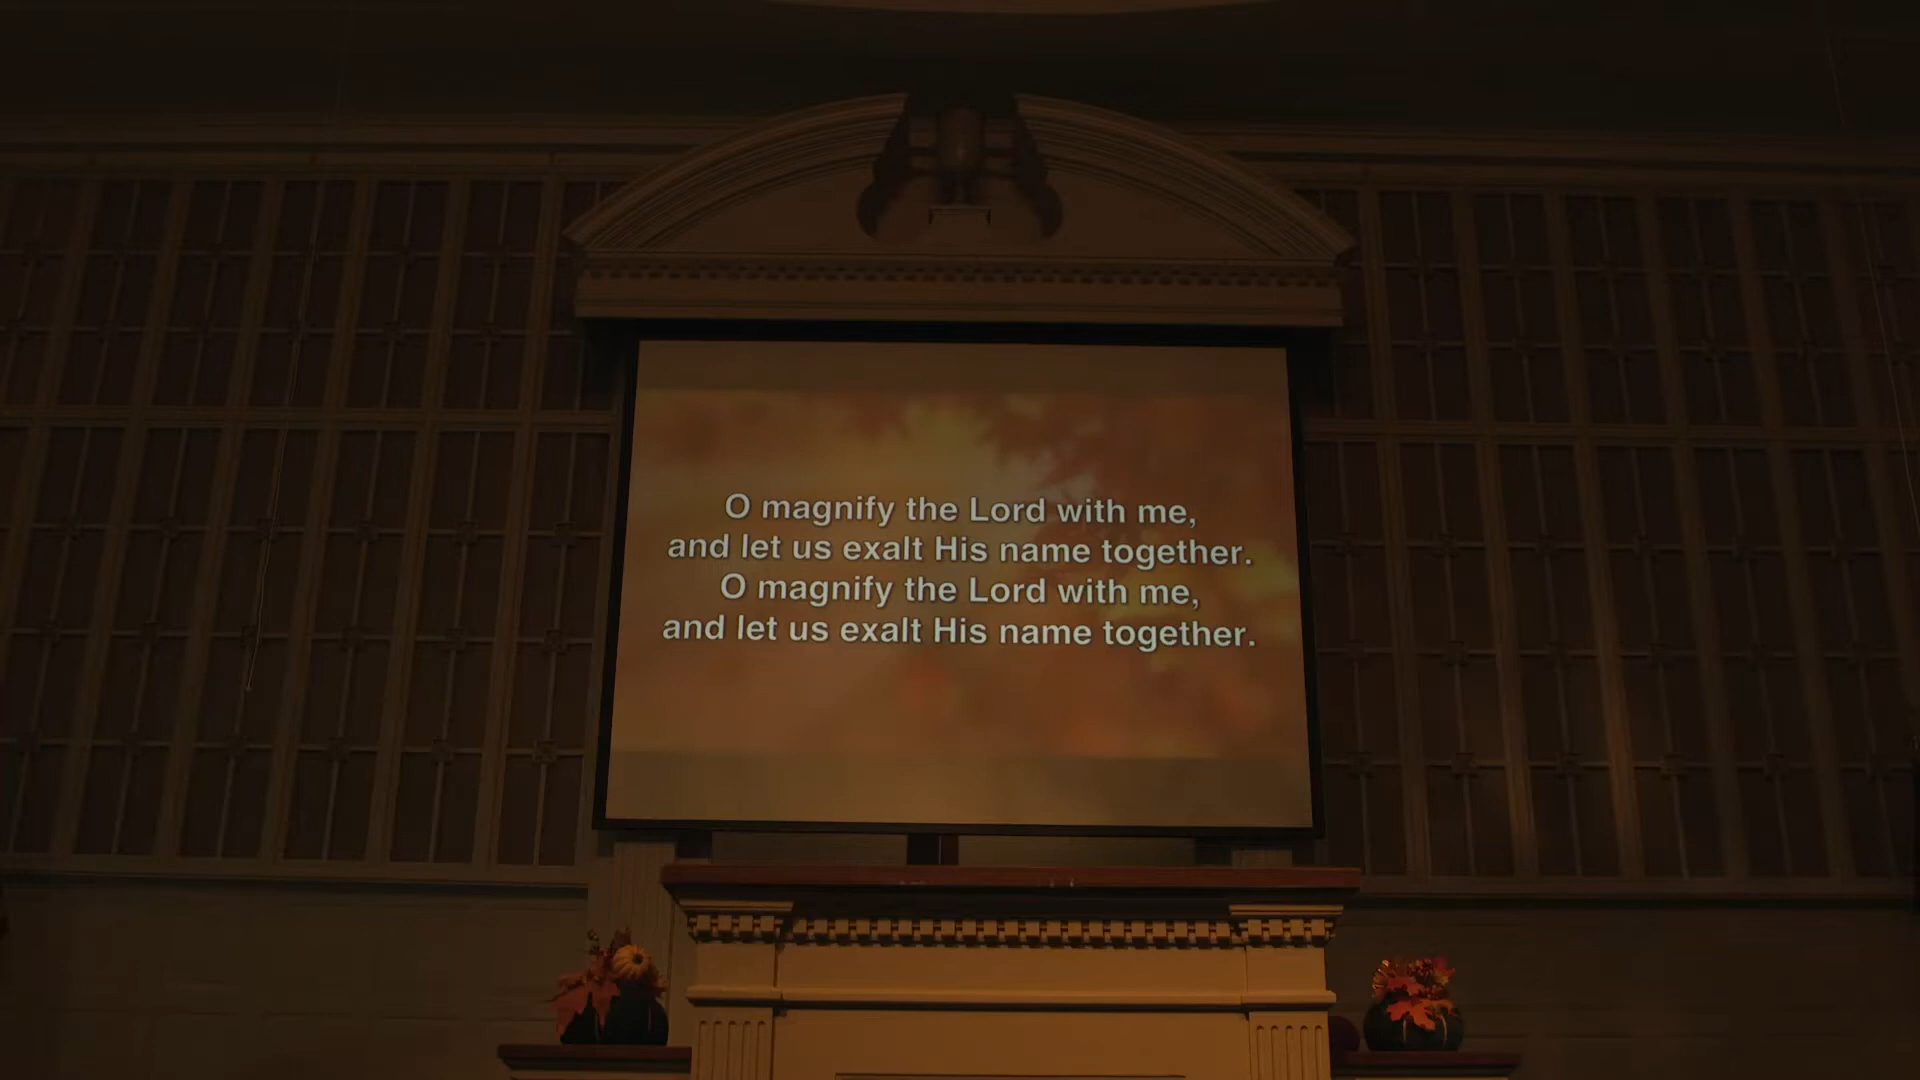 O magnify the Lord with me,
and let us exalt His name together.
O magnify the Lord with me,
and let us exalt His name together.